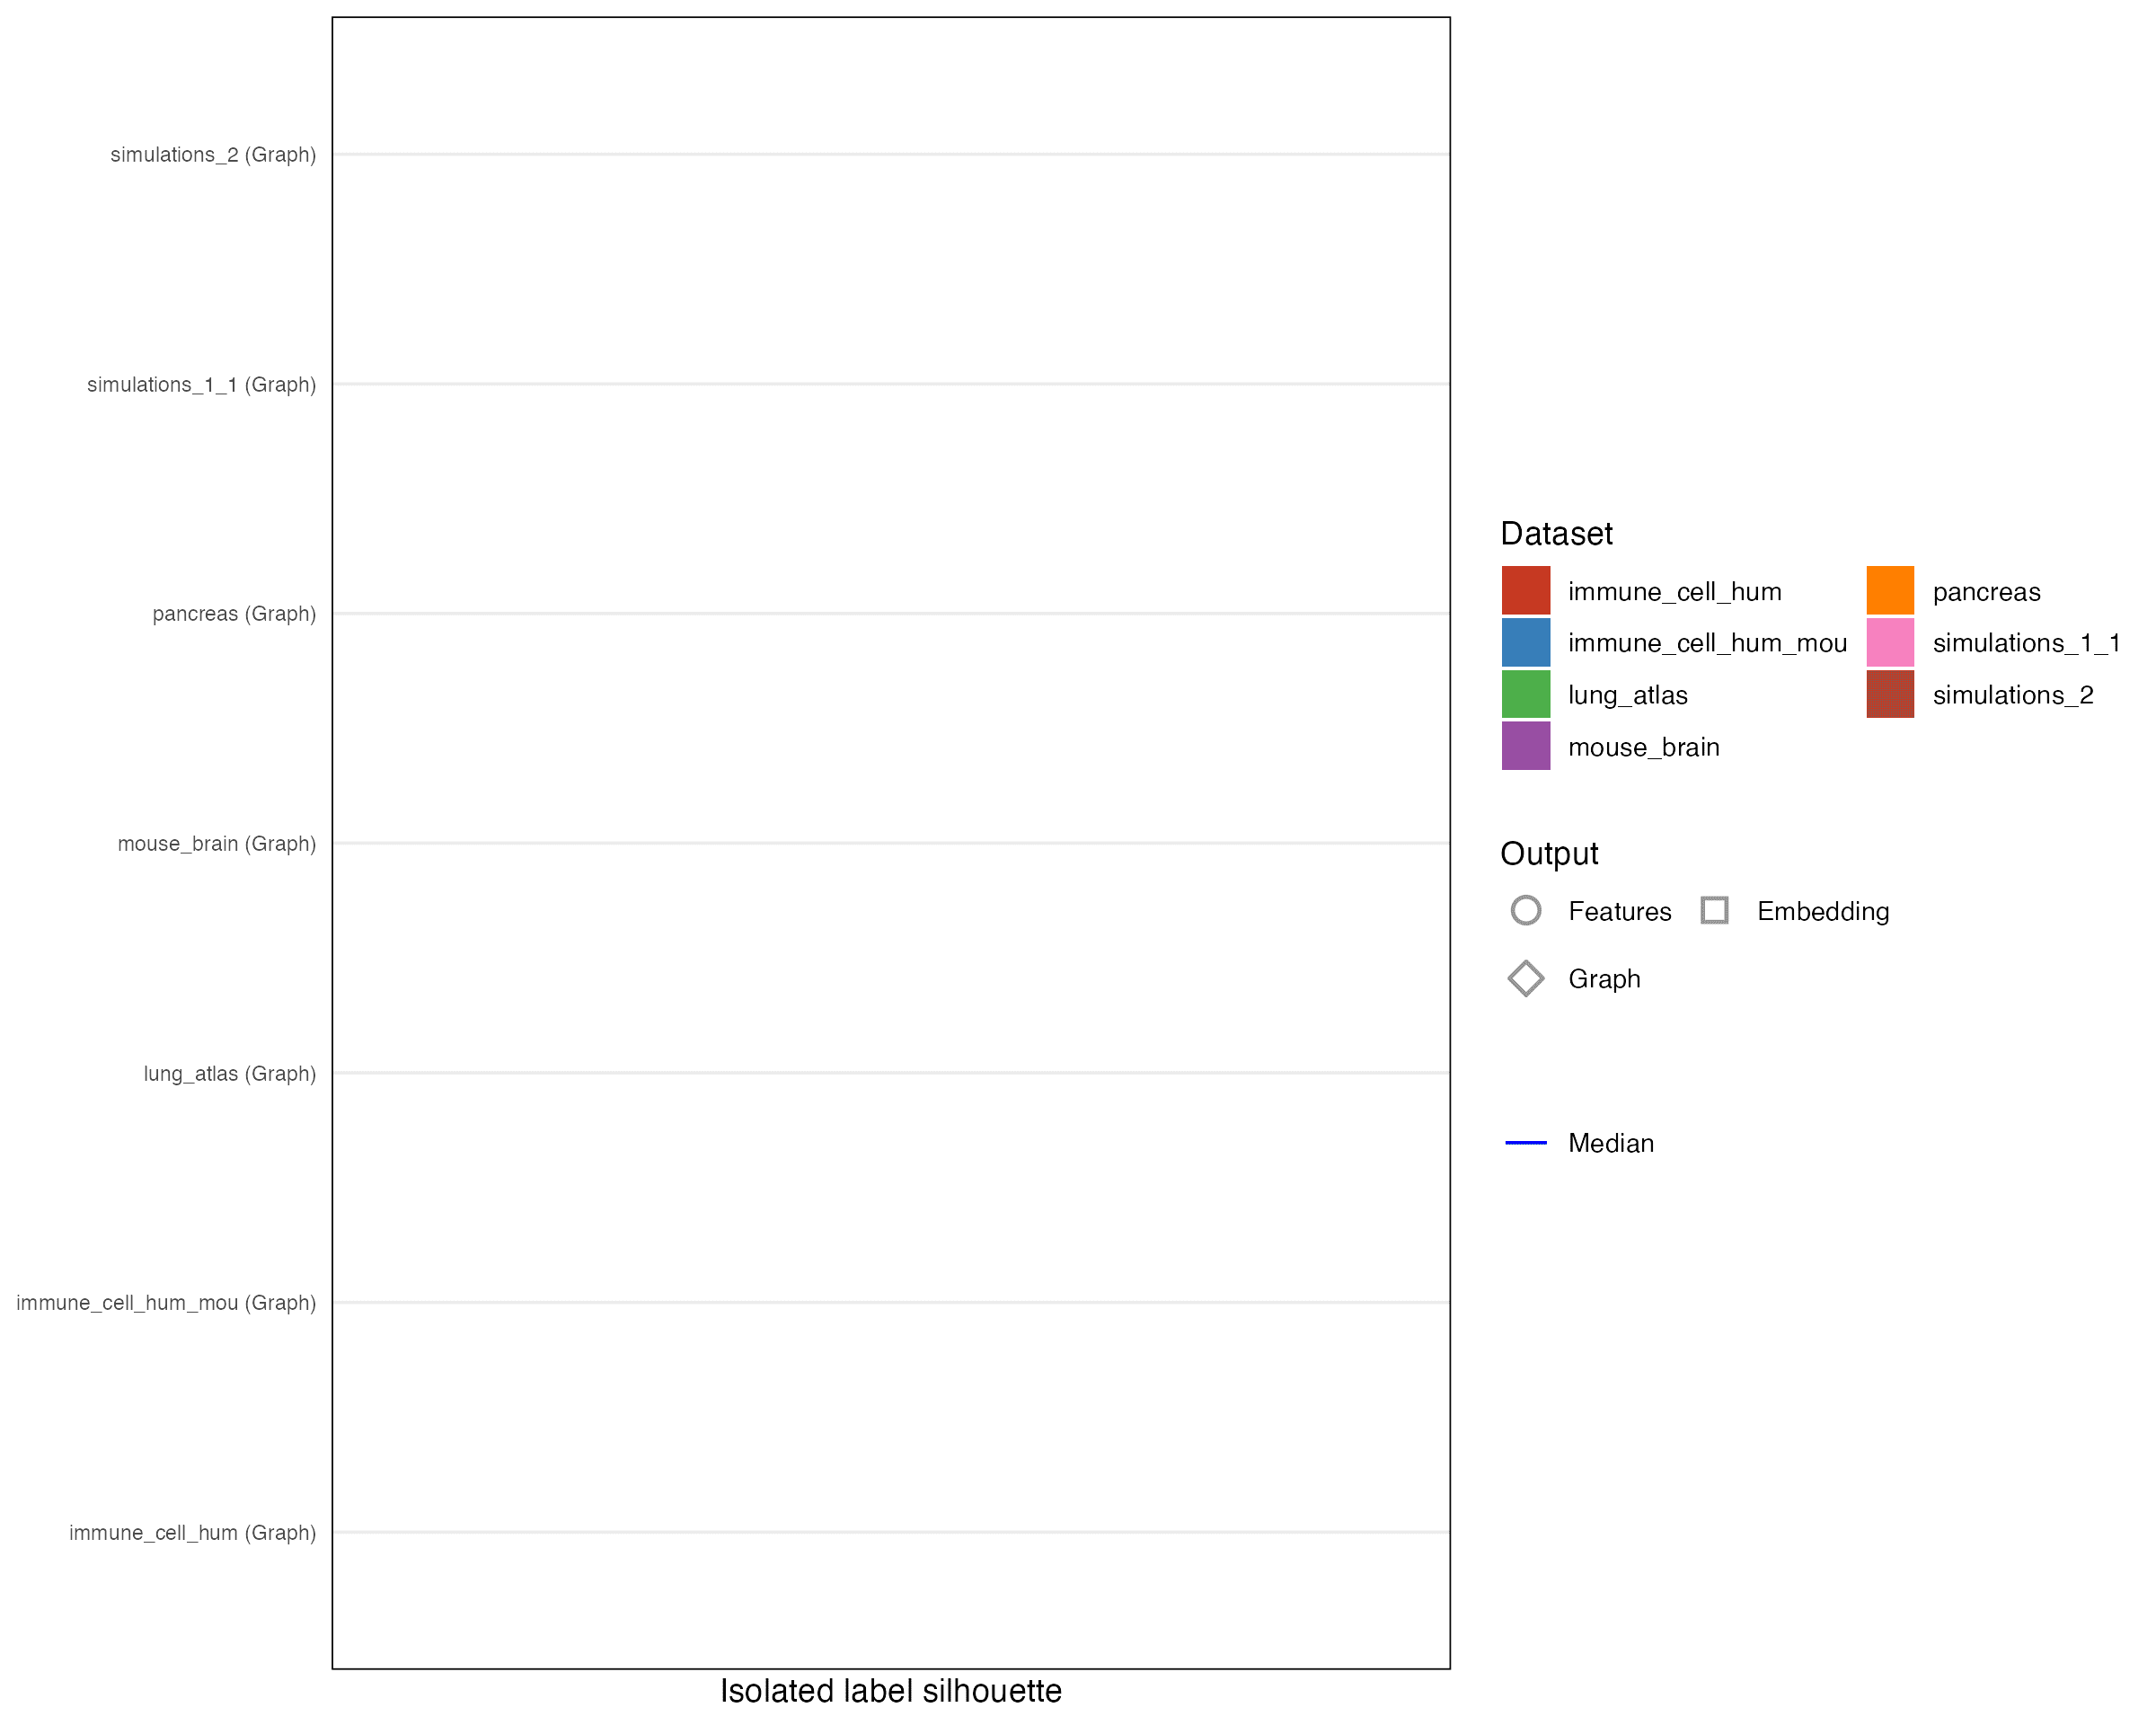 simulations_2 (Graph)
simulations_1_1 (Graph)
pancreas (Graph)
mouse_brain (Graph)
lung_atlas (Graph)
immune_cell_hum_mou (Graph)
immune_cell_hum (Graph)
Isolated label silhouette
Dataset
immune_cell_hum
immune_cell_hum_mou
lung_atlas
mouse_brain
pancreas
simulations_1_1
simulations_2
Output
Features
Embedding
Graph
Median